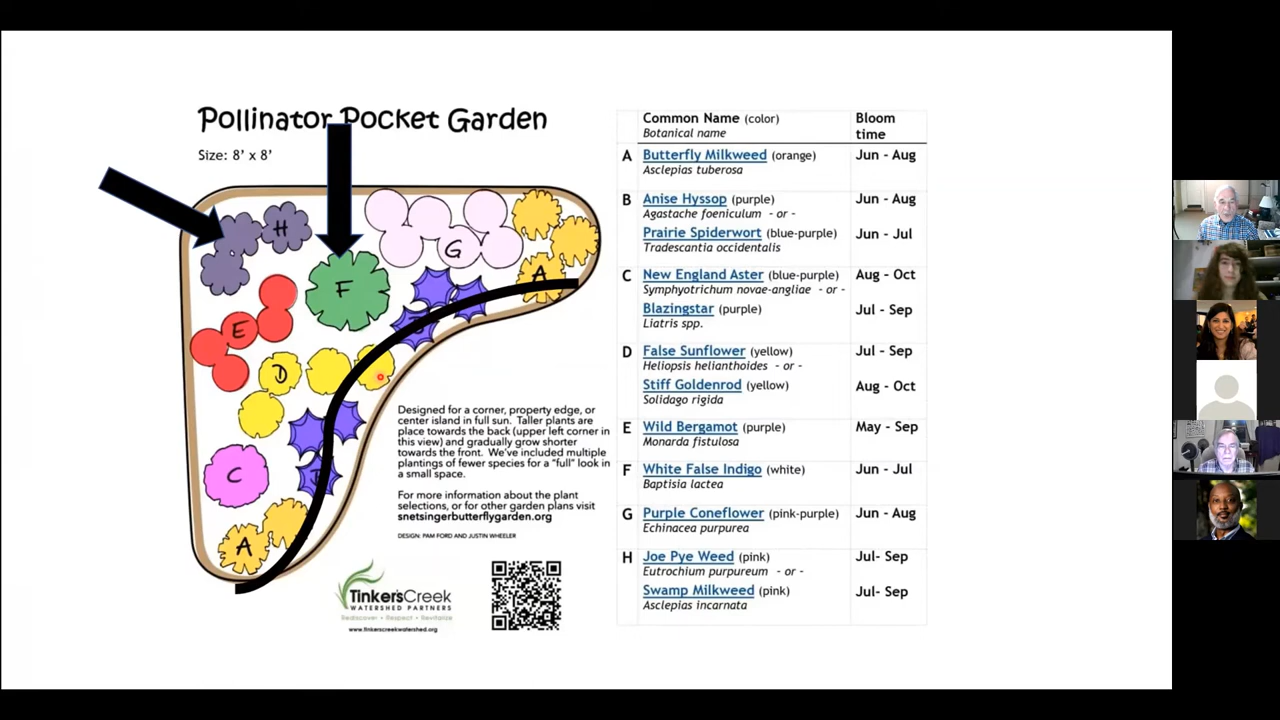 Pollinator Pocket Garden
Size: 8' x 8'
H
F
G
A
E
D
C
A
Designed for a corner, property edge, or
center island in full sun. Taller plants are
place towards the back (upper left corner in
this view) and gradually grow shorter
towards the front. We've included multiple
plantings of fewer species for a "full" look in
a small space.
For more information about the plant
selections, or for other garden plans visit
snetsingerbutterflygarden.org
DESIGN: PAM FORD AND JUSTIN WHEELER
TinkersCreek
WATERSHED PARTNERS
Rediscover • Respect • Revitalize
www.tinkerscreekwatershed.org
Common Name (color) Bloom
Botanical name time
A Butterfly Milkweed (orange) Jun - Aug
Asclepias tuberosa
B Anise Hyssop (purple) Jun - Aug
Agastache foeniculum - or -
Prairie Spiderwort (blue-purple) Jun - Jul
Tradescantia occidentalis
C New England Aster (blue-purple) Aug - Oct
Symphyotrichum novae-angliae - or -
Blazingstar (purple) Jul - Sep
Liatris spp.
D False Sunflower (yellow) Jul - Sep
Heliopsis helianthoides - or -
Stiff Goldenrod (yellow) Aug - Oct
Solidago rigida
E Wild Bergamot (purple) May - Sep
Monarda fistulosa
F White False Indigo (white) Jun - Jul
Baptisia lactea
G Purple Coneflower (pink-purple) Jun - Aug
Echinacea purpurea
H Joe Pye Weed (pink) Jul- Sep
Eutrochium purpureum - or -
Swamp Milkweed (pink) Jul- Sep
Asclepias incarnata